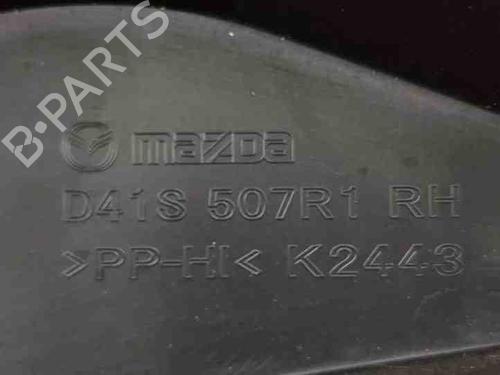 B-PARTS
mazda
D41S 507R1 RH
>PP-HI< K2443